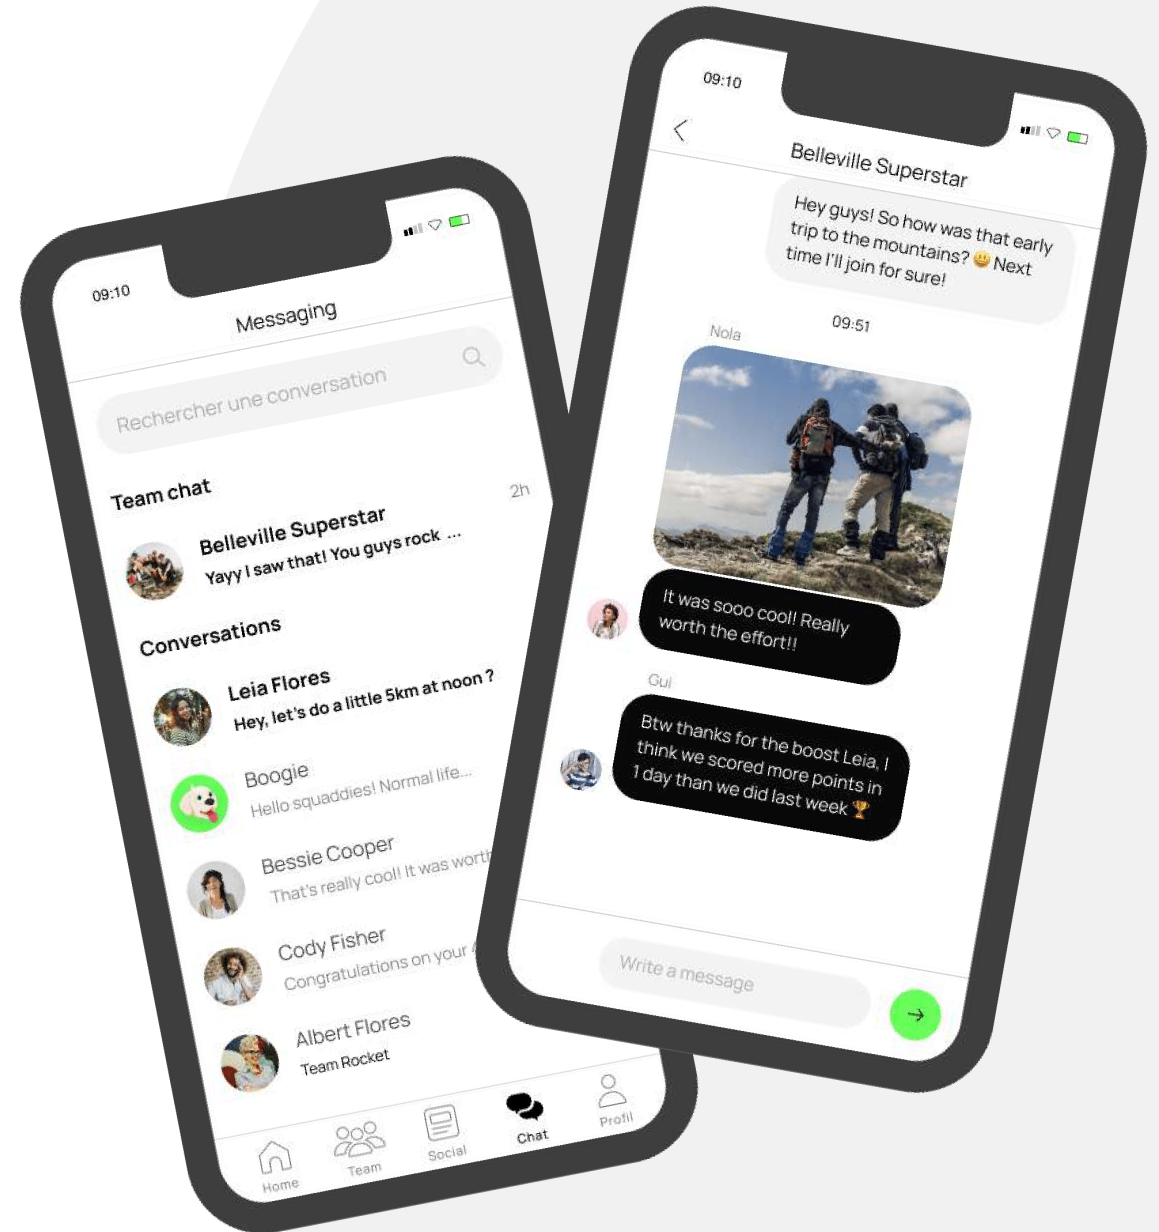 09:10
Messaging
Rechercher une conversation
Team chat
Belleville Superstar
2h
Yayy I saw that! You guys rock ...
Conversations
Leia Flores
Hey, let's do a little 5km at noon ?
Boogie
Hello squaddies! Normal life...
Bessie Cooper
That's really cool! It was worth
Cody Fisher
Congratulations on your
Albert Flores
Team Rocket
Home
Team
Social
Chat
Profil
09:10
Belleville Superstar
Hey guys! So how was that early
trip to the mountains? 😃 Next
time I'll join for sure!
09:51
Nola
It was sooo cool! Really
worth the effort!!
Gui
Btw thanks for the boost Leia, I
think we scored more points in
1 day than we did last week 🏆
Write a message